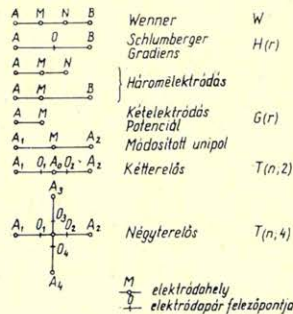 A M N B Wenner W
A O B Schlumberger H(r)
Gradiens
A M N
Háromélektródás
A M B
A M Kételektródás G(r)
Potenciál
A₁ M A₂ Módosított unipol
A₁ O₁ A₀ O₂ A₂ Kétterelős T(n,2)
A₃
O₃
A₁ O₁ O₂ A₂ Négyterelős T(n,4)
O₄
A₄
M elektródahely
O elektródapár felezőpontja